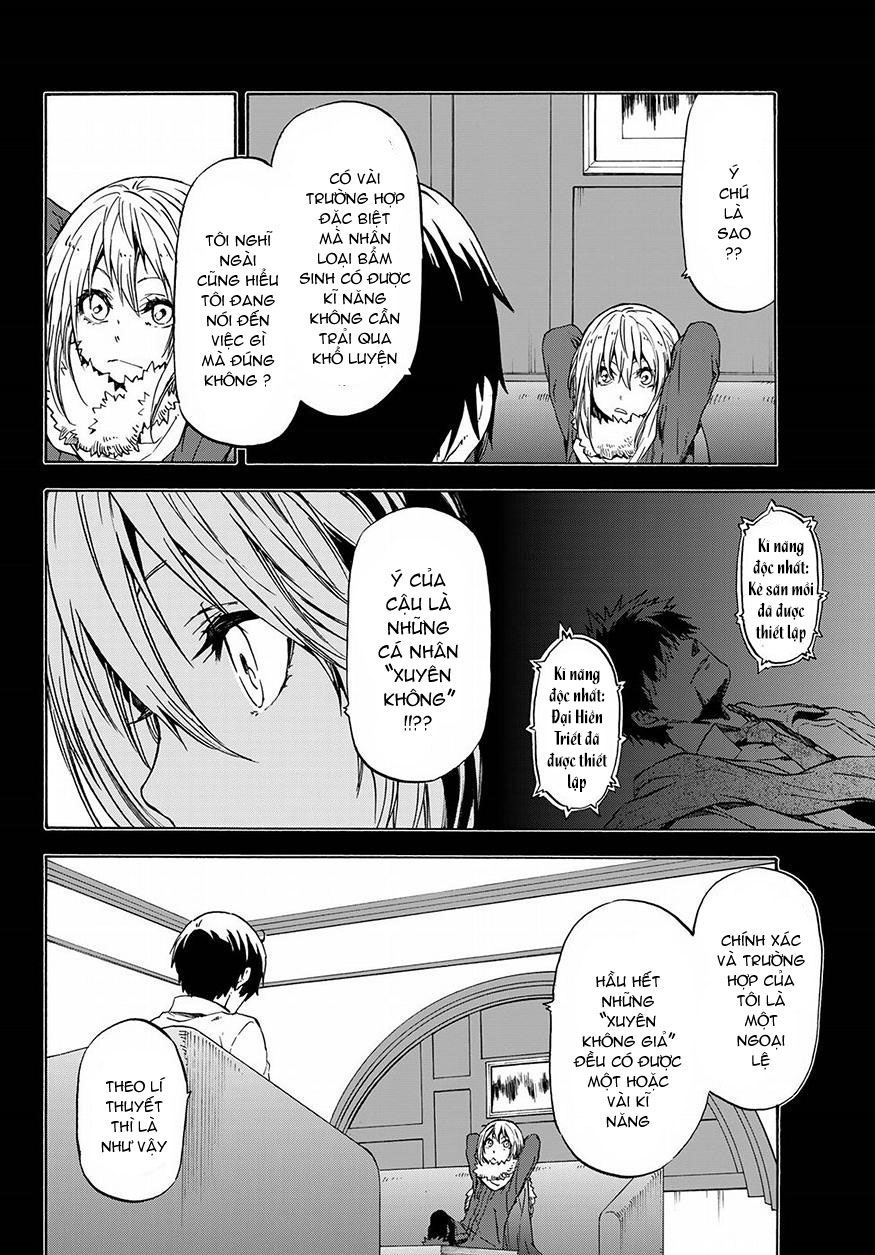 Ý
CHÚ
LÀ
SAO
??
CÓ VÀI
TRƯỜNG HỢP
ĐẶC BIỆT
MÀ NHÂN
LOẠI BẨM
SINH CÓ ĐƯỢC
KĨ NĂNG
KHÔNG CẦN
TRẢI QUA
KHỔ LUYỆN
TÔI NGHĨ
NGÀI
CŨNG HIỂU
TÔI ĐANG
NÓI ĐẾN
VIỆC GÌ
MÀ ĐÚNG
KHÔNG ?
Kĩ năng
độc nhất:
Kẻ săn mồi
đã được
thiết lập
Kĩ năng
độc nhất:
Đại Hiền
Triết đã
được thiết
lập
Ý CỦA
CẬU LÀ
NHỮNG
CÁ NHÂN
“XUYÊN
KHÔNG”
!!??
CHÍNH XÁC
VÀ TRƯỜNG
HỢP CỦA
TÔI LÀ
MỘT
NGOẠI
LỆ
HẦU HẾT
NHỮNG
“XUYÊN
KHÔNG GIẢ”
ĐỀU CÓ ĐƯỢC
MỘT HOẶC
VÀI KĨ
NĂNG
THEO LÍ
THUYẾT
THÌ LÀ
NHƯ VẬY